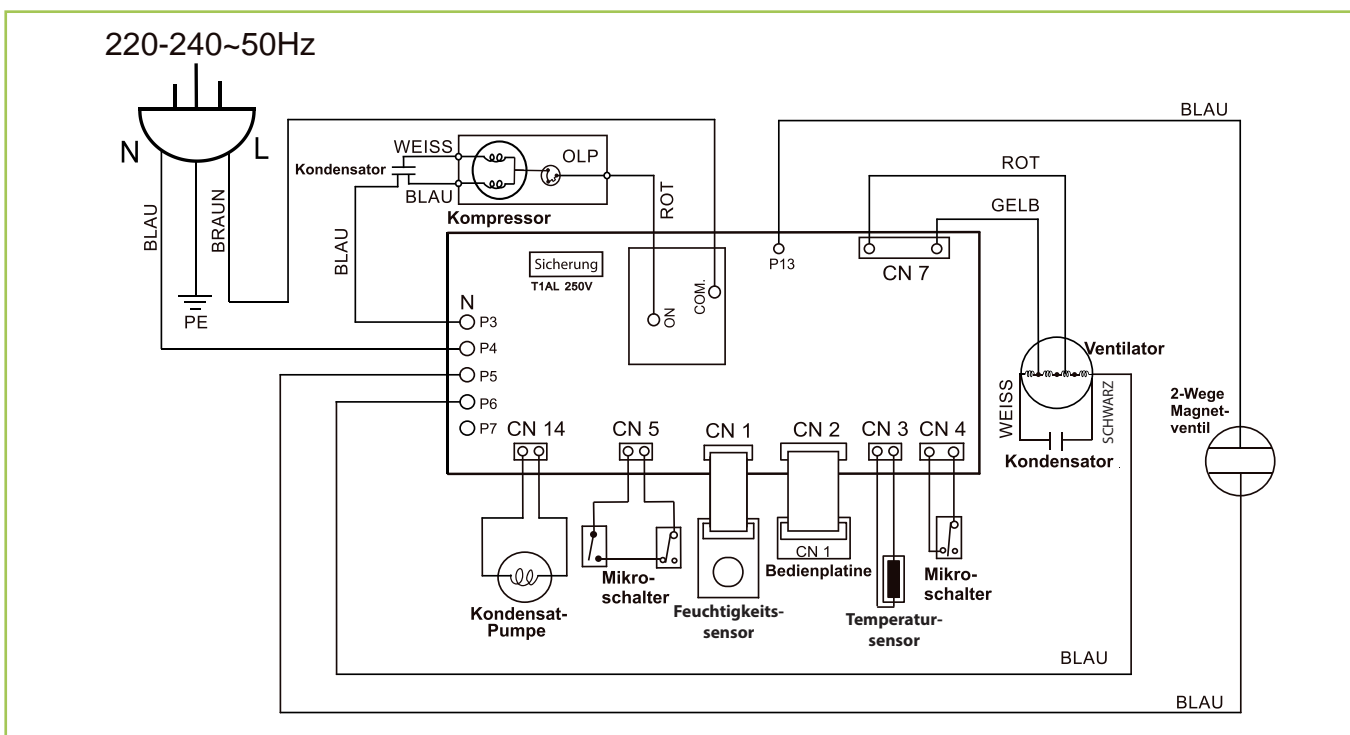 220-240~50Hz
N
L
BLAU
BRAUN
PE
Kondensator
WEISS
BLAU
OLP
Kompressor
BLAU
ROT
BLAU
ROT
GELB
P13
CN 7
Sicherung
T1AL 250V
ON
COM.
N
P3
P4
P5
P6
P7
CN 14
CN 5
CN 1
CN 2
CN 3
CN 4
Ventilator
WEISS
SCHWARZ
Kondensator
2-Wege
Magnet-
ventil
Kondensat-
Pumpe
Mikro-
schalter
Feuchtigkeits-
sensor
CN 1
Bedienplatine
Temperatur-
sensor
Mikro-
schalter
BLAU
BLAU